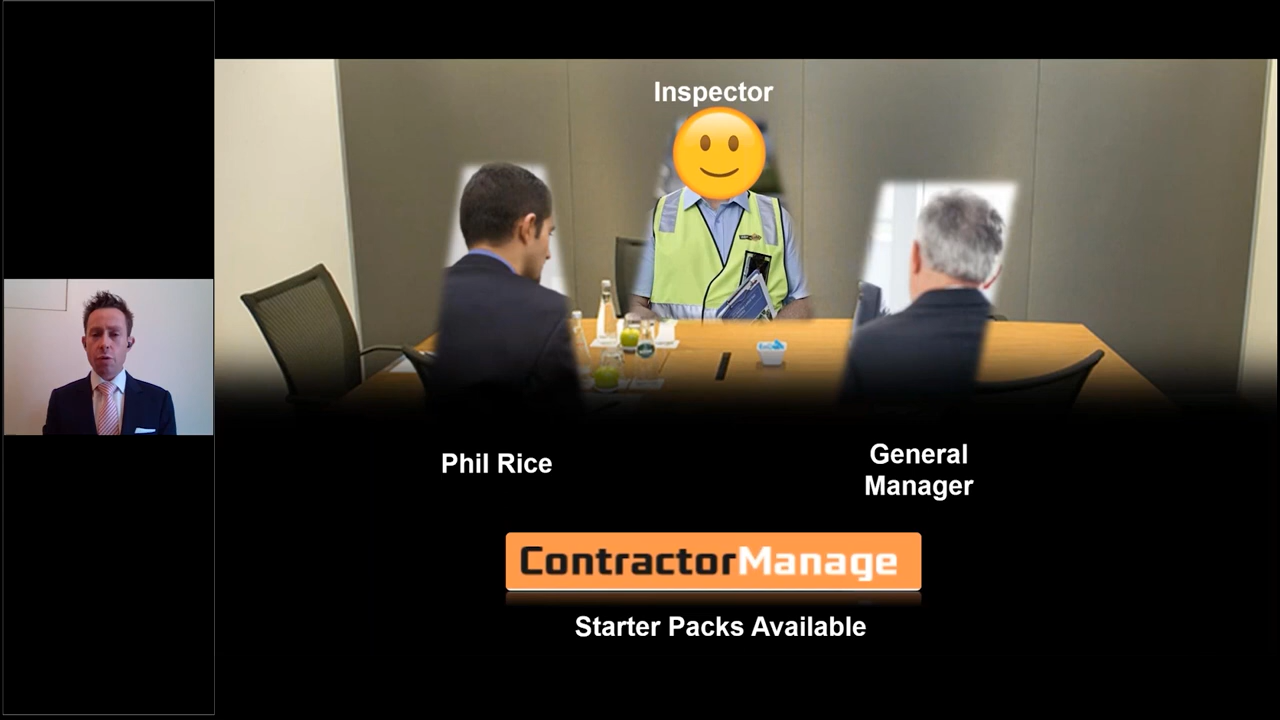 Inspector
Phil Rice
General
Manager
ContractorManage
Starter Packs Available